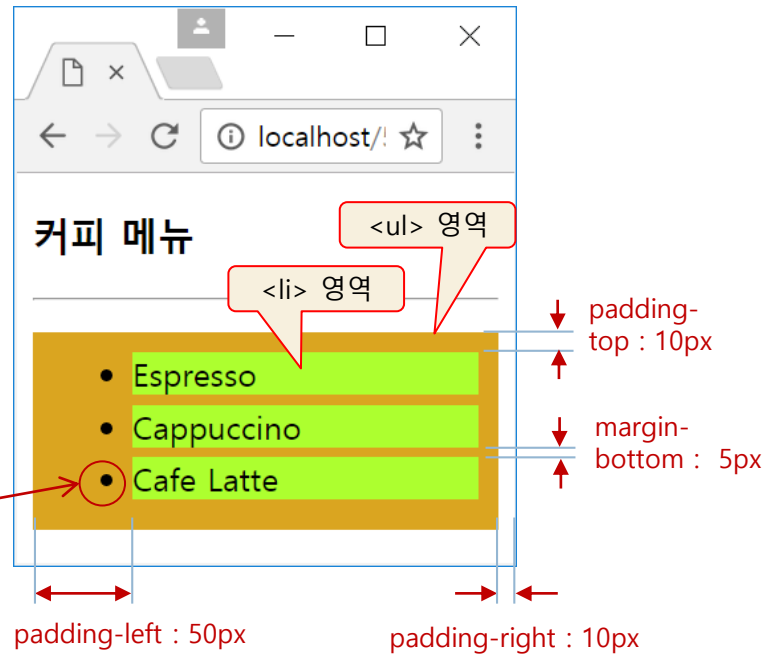 localhost/!
커피 메뉴
<ul> 영역
<li> 영역
padding-
top : 10px
Espresso
Cappuccino
Cafe Latte
margin-
bottom : 5px
padding-left : 50px
padding-right : 10px